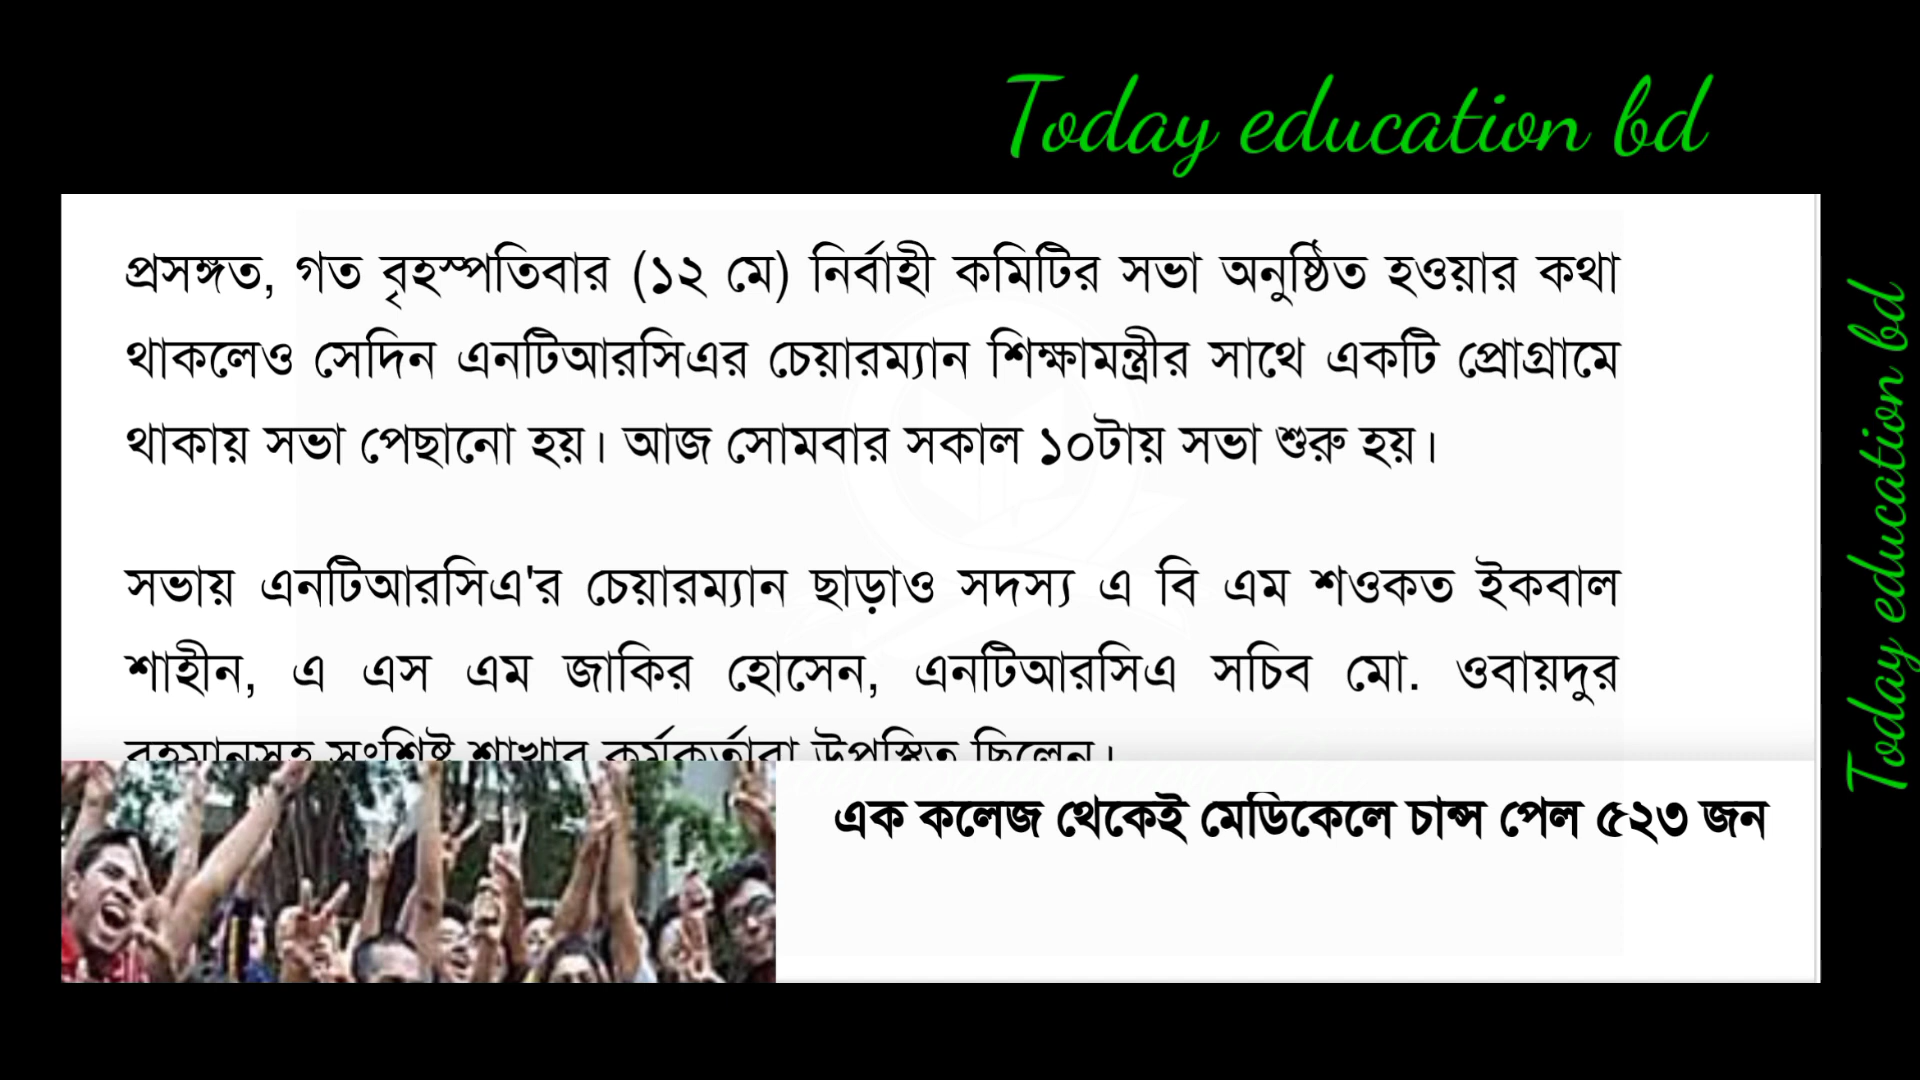 Today education bd
প্রসঙ্গত, গত বৃহস্পতিবার (১২ মে) নির্বাহী কমিটির সভা অনুষ্ঠিত হওয়ার কথা
থাকলেও সেদিন এনটিআরসিএর চেয়ারম্যান শিক্ষামন্ত্রীর সাথে একটি প্রোগ্রামে
থাকায় সভা পেছানো হয়। আজ সোমবার সকাল ১০টায় সভা শুরু হয়।
সভায় এনটিআরসিএ'র চেয়ারম্যান ছাড়াও সদস্য এ বি এম শওকত ইকবাল
শাহীন, এ এস এম জাকির হোসেন, এনটিআরসিএ সচিব মো. ওবায়দুর
রহমানসহ সংশ্লিষ্ট শাখার কর্মকর্তারা উপস্থিত ছিলেন।
এক কলেজ থেকেই মেডিকেলে চান্স পেল ৫২৩ জন
Today education bd